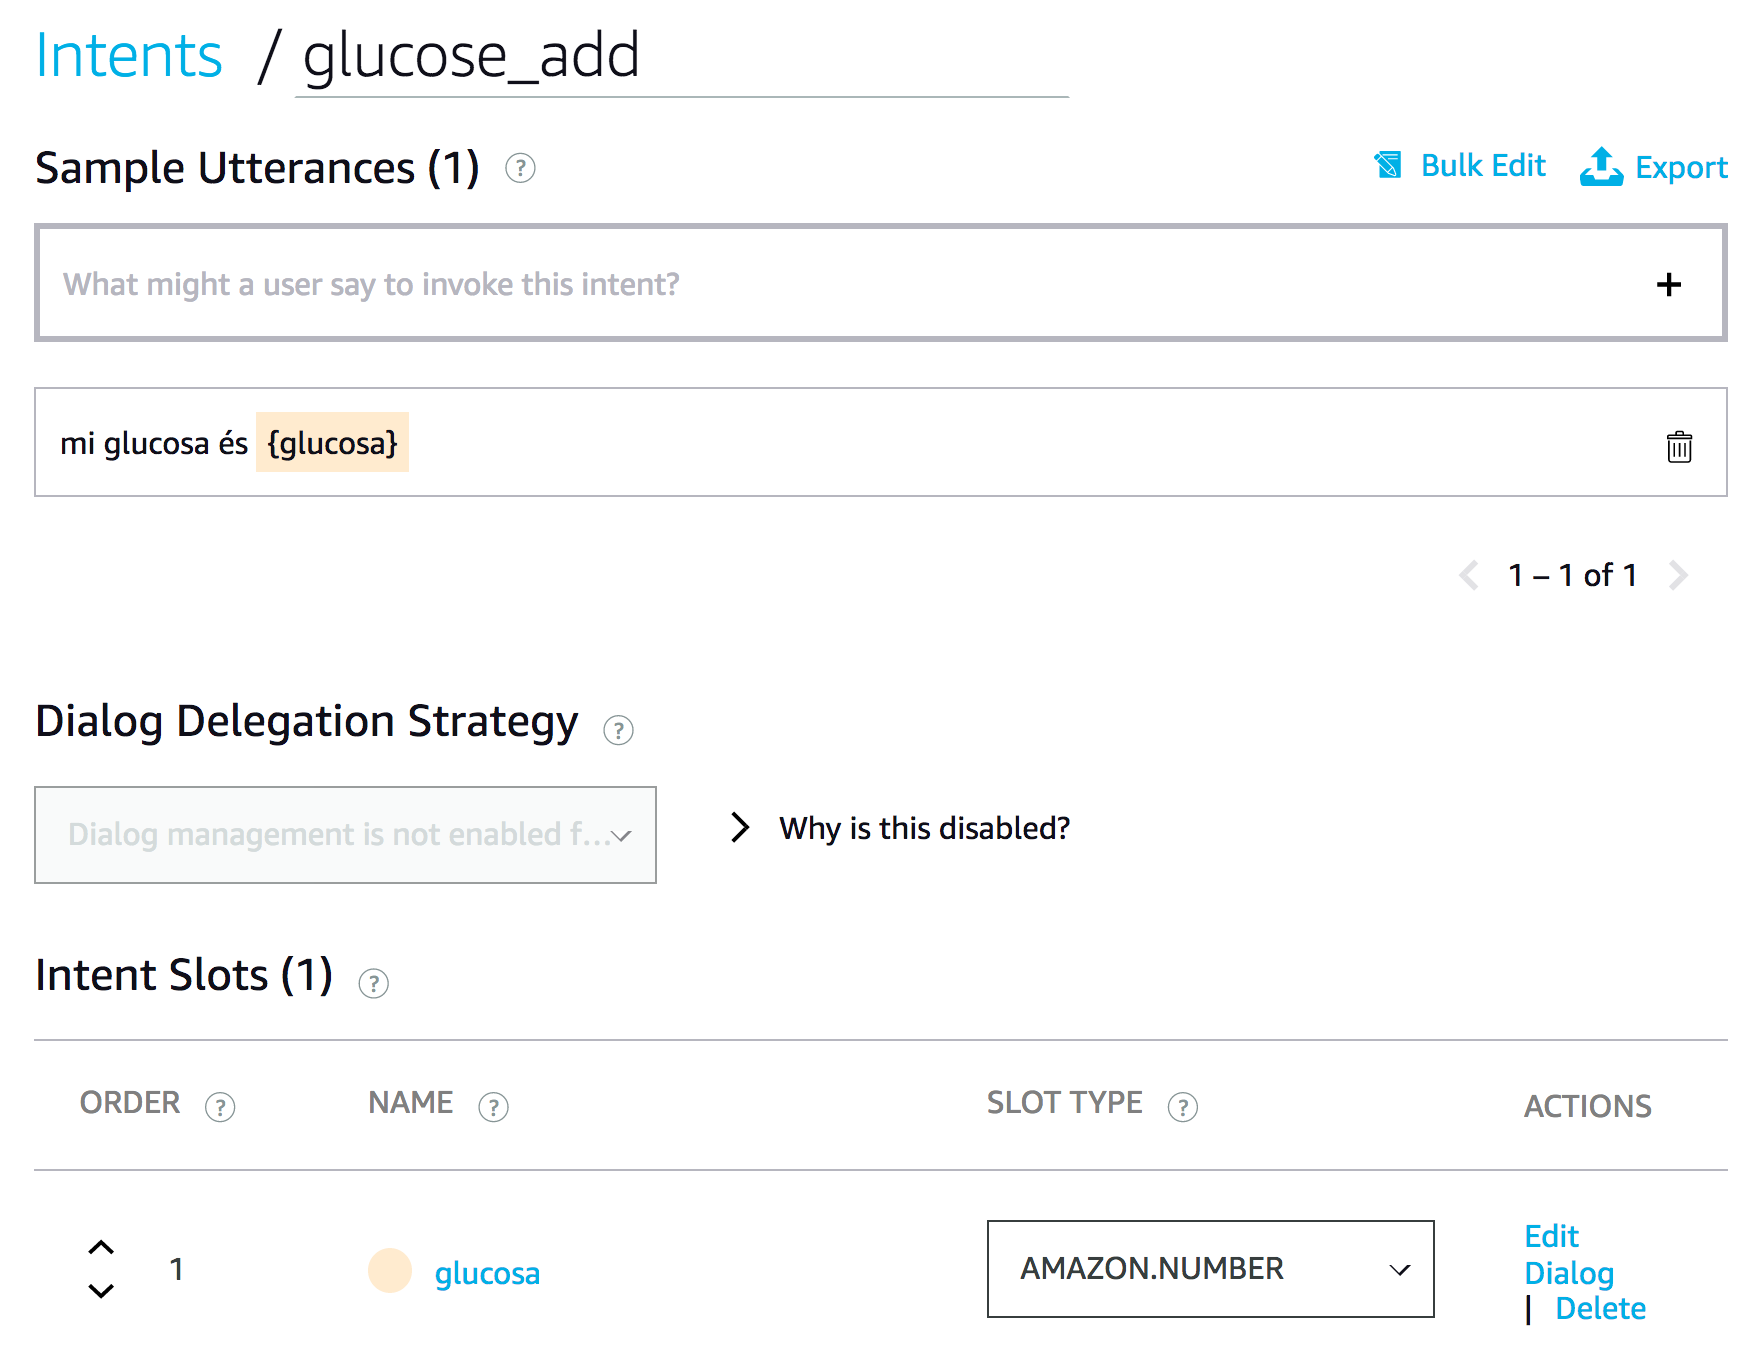 Intents / glucose_add
Sample Utterances (1) ?
Bulk Edit Export
What might a user say to invoke this intent? +
mi glucosa és {glucosa}
1 – 1 of 1
Dialog Delegation Strategy ?
Dialog management is not enabled f...
Why is this disabled?
Intent Slots (1) ?
ORDER ? NAME ? SLOT TYPE ? ACTIONS
1 glucosa AMAZON.NUMBER
Edit
Dialog
| Delete